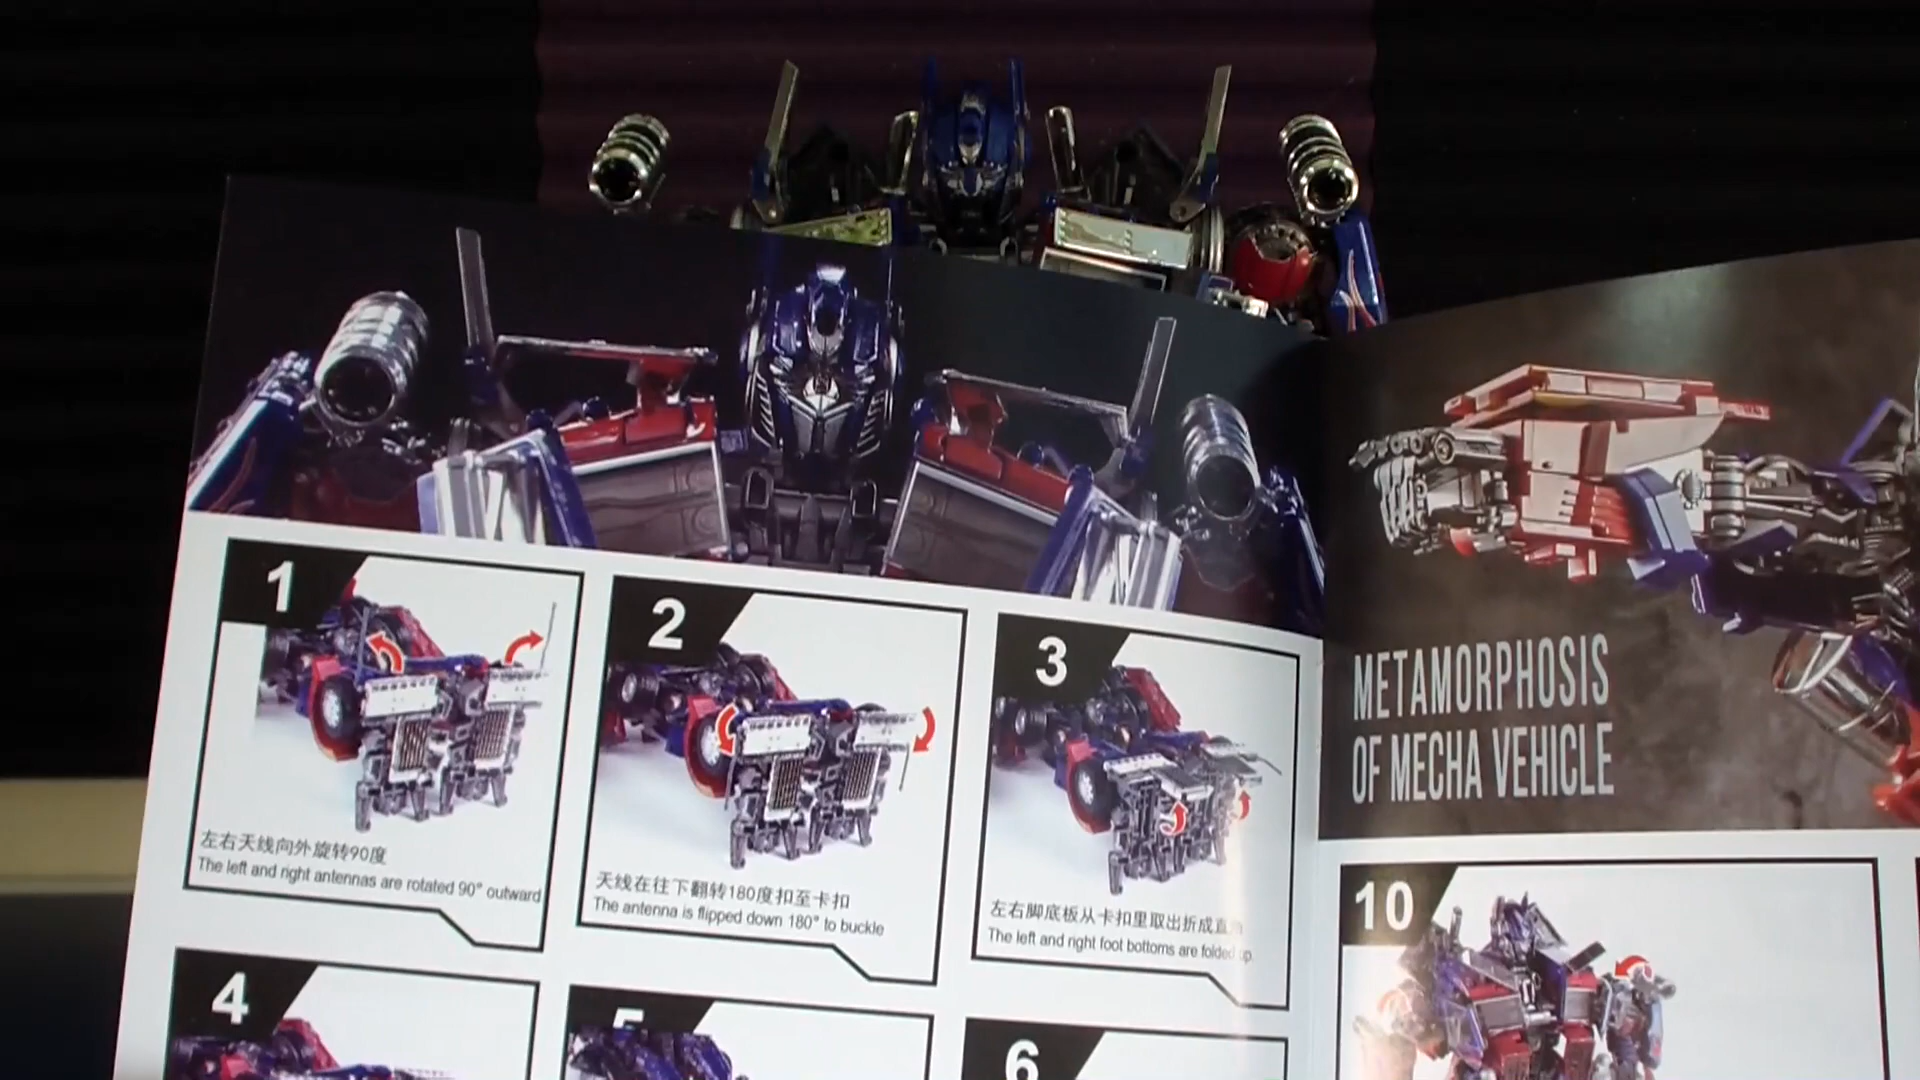 1
左右天线向外旋转90度
The left and right antennas are rotated 90° outward
2
天线在往下翻转180度扣至卡扣
The antenna is flipped down 180° to buckle
3
左右脚底板从卡扣里取出折成直
The left and right foot bottoms are folded up.
METAMORPHOSIS
OF MECHA VEHICLE
4
5
6
10